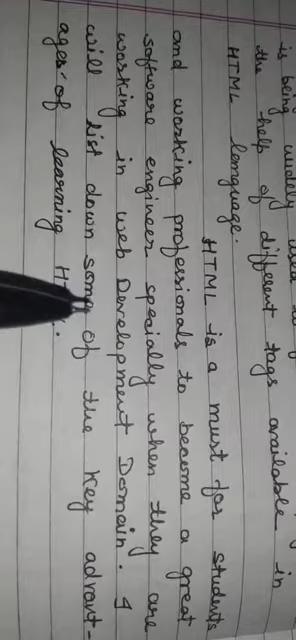 is being widely used
the help of different tags available in
HTML language.
HTML is a must for students
and working professionals to become a great
software engineer specially when they are
working in web Development Domain. I
will list down some of the key advant-
ages of learning